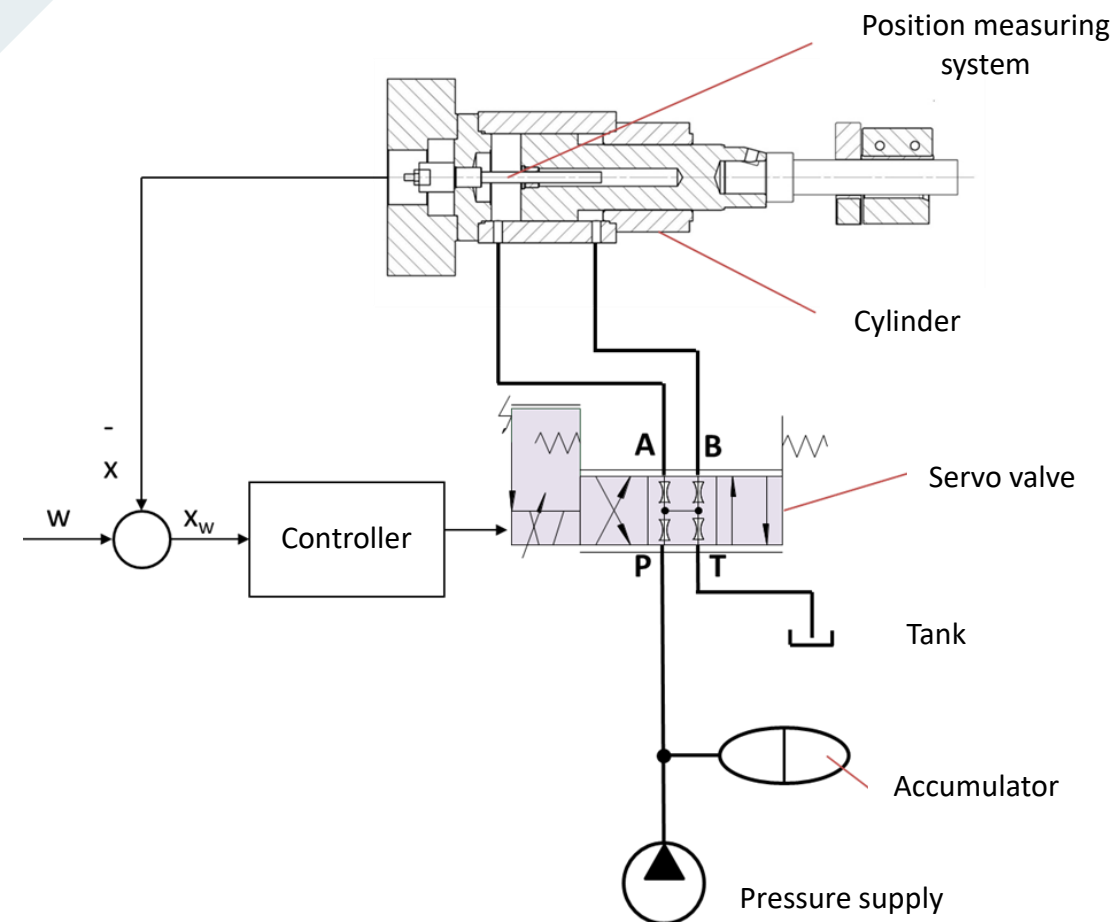 Position measuring
system
Cylinder
-
x
A B
Servo valve
w
xw
Controller
P T
Tank
Accumulator
Pressure supply